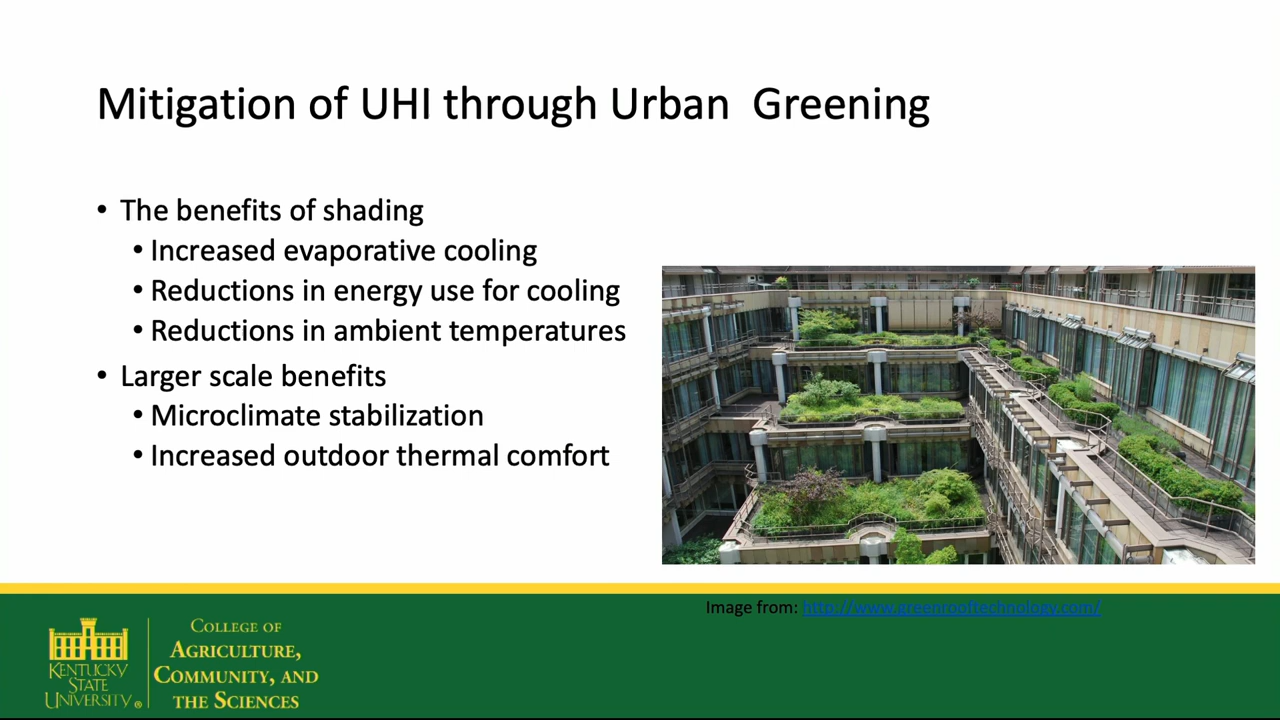 Mitigation of UHI through Urban  Greening
• The benefits of shading
• Increased evaporative cooling
• Reductions in energy use for cooling
• Reductions in ambient temperatures
• Larger scale benefits
• Microclimate stabilization
• Increased outdoor thermal comfort
Image from: http://www.greenrooftechnology.com/
KENTUCKY
STATE
UNIVERSITY®
COLLEGE OF
AGRICULTURE,
COMMUNITY, AND
THE SCIENCES